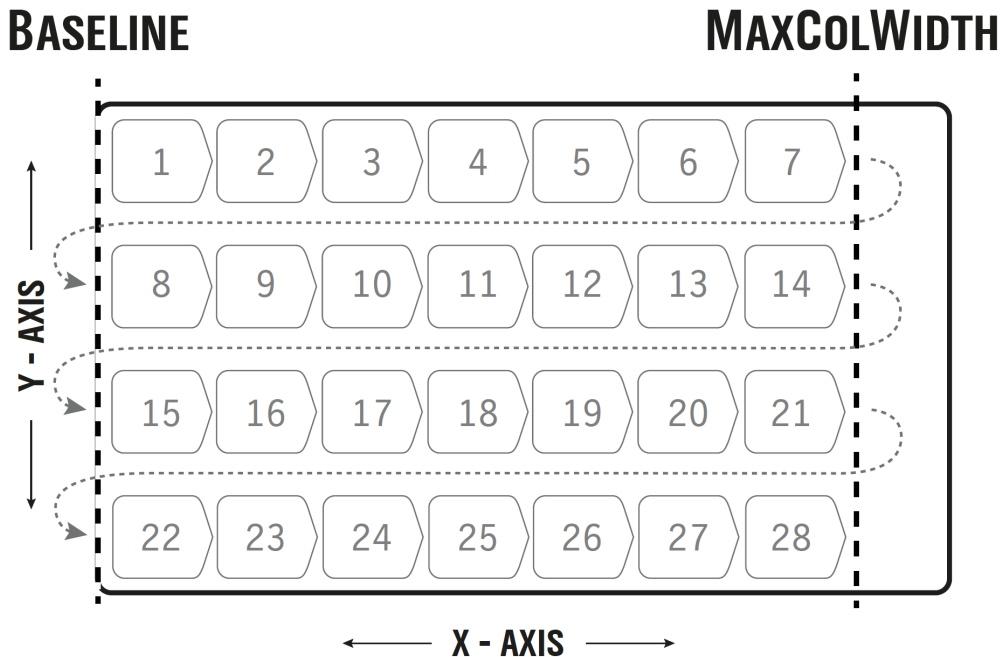 BASELINE
MAXCOLWIDTH
1 2 3 4 5 6 7
8 9 10 11 12 13 14
Y - AXIS
15 16 17 18 19 20 21
22 23 24 25 26 27 28
X - AXIS